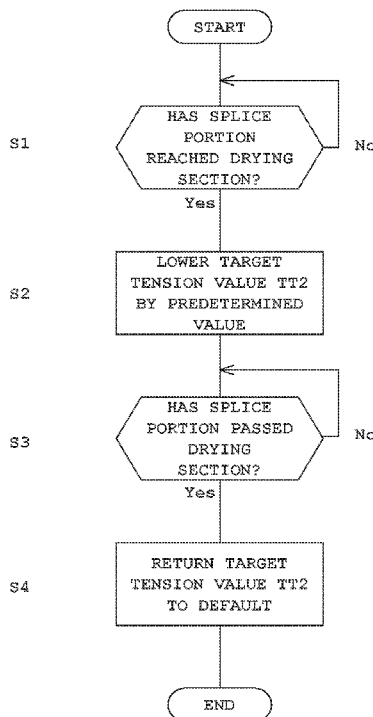 START
S1
HAS SPLICE
PORTION
REACHED DRYING
SECTION?
No
Yes
S2
LOWER TARGET
TENSION VALUE TT2
BY PREDETERMINED
VALUE
S3
HAS SPLICE
PORTION PASSED
DRYING
SECTION?
No
Yes
S4
RETURN TARGET
TENSION VALUE TT2
TO DEFAULT
END